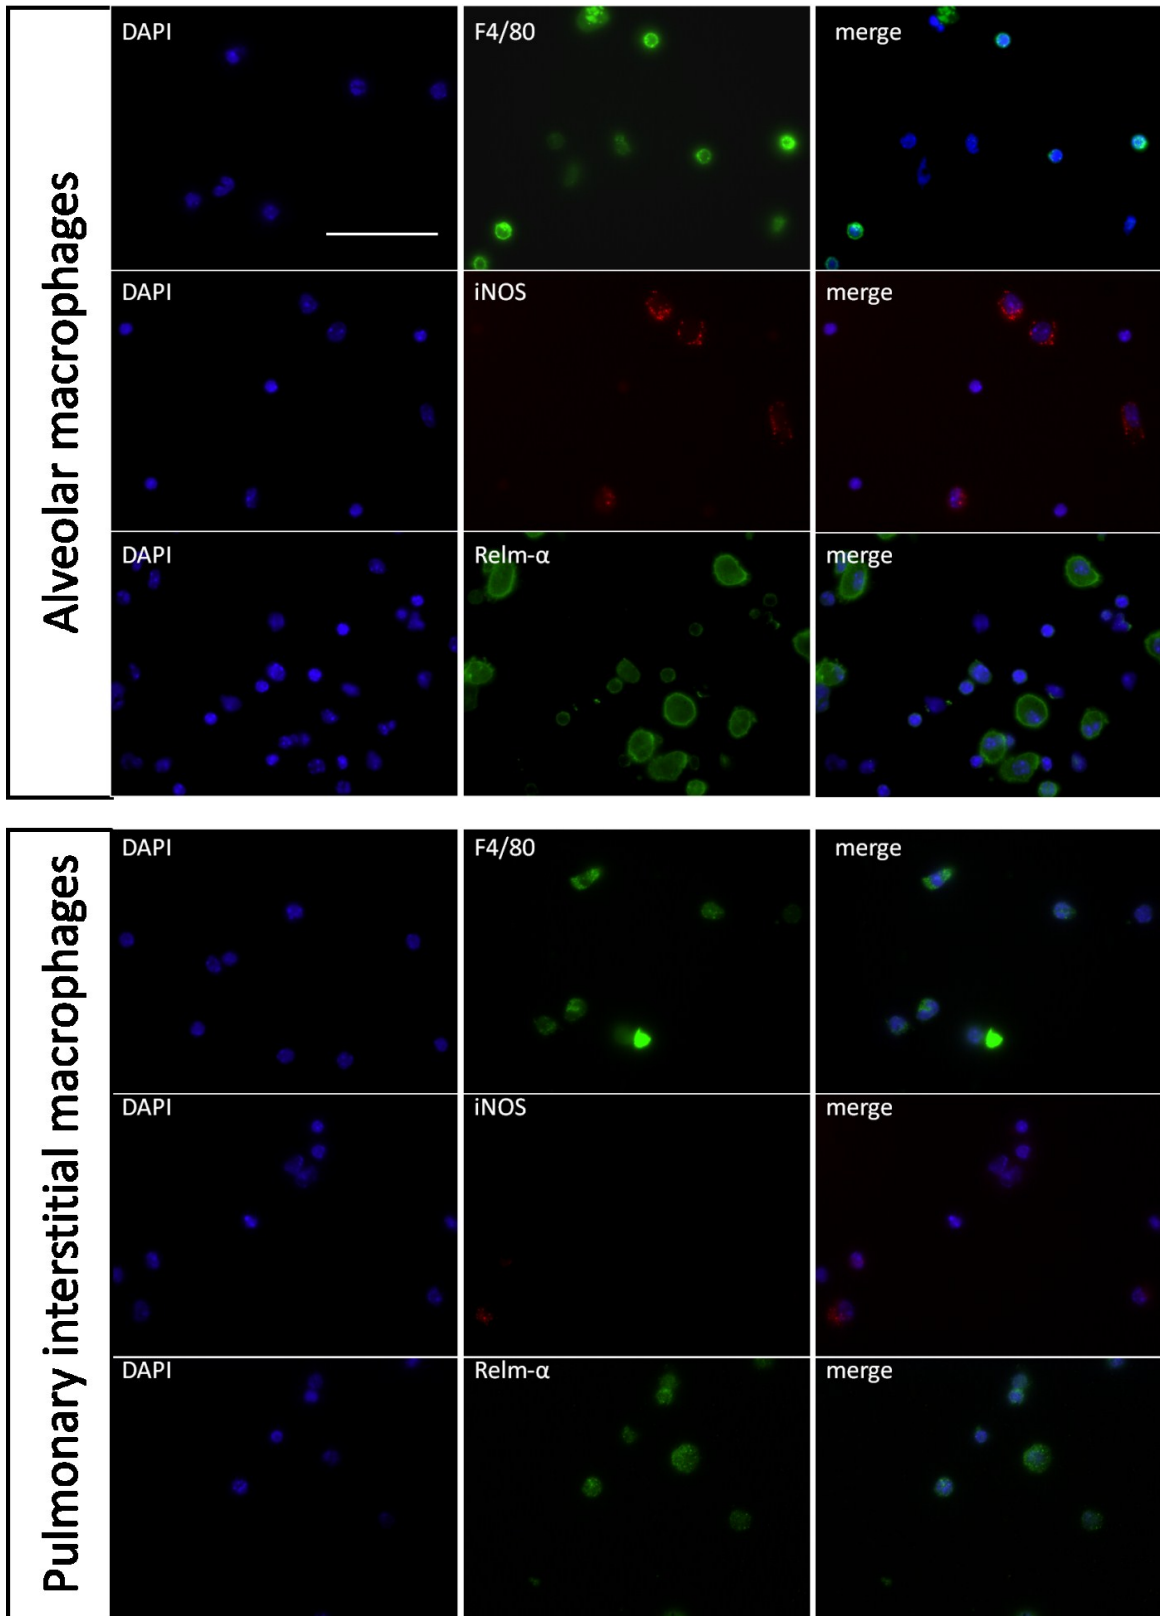 Alveolar macrophages
DAPI
F4/80
merge
DAPI
iNOS
merge
DAPI
Relm-α
merge
Pulmonary interstitial macrophages
DAPI
F4/80
merge
DAPI
iNOS
merge
DAPI
Relm-α
merge